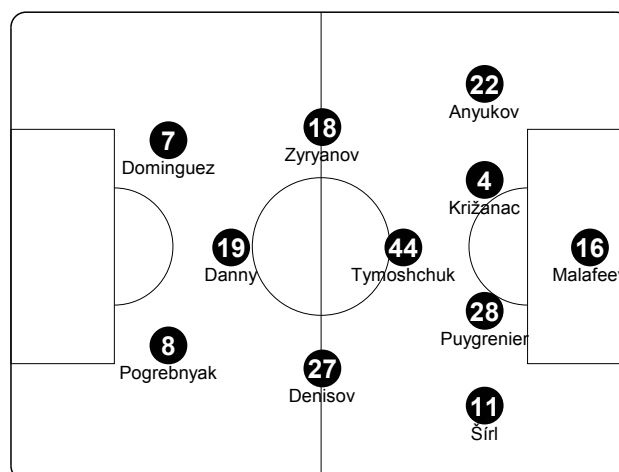 22
Anyukov
18
Zyryanov
7
Dominguez
4
Križanac
19
Danny
44
Tymoshchuk
16
Malafeev
28
Puygrenier
8
Pogrebnyak
27
Denisov
11
Šírl